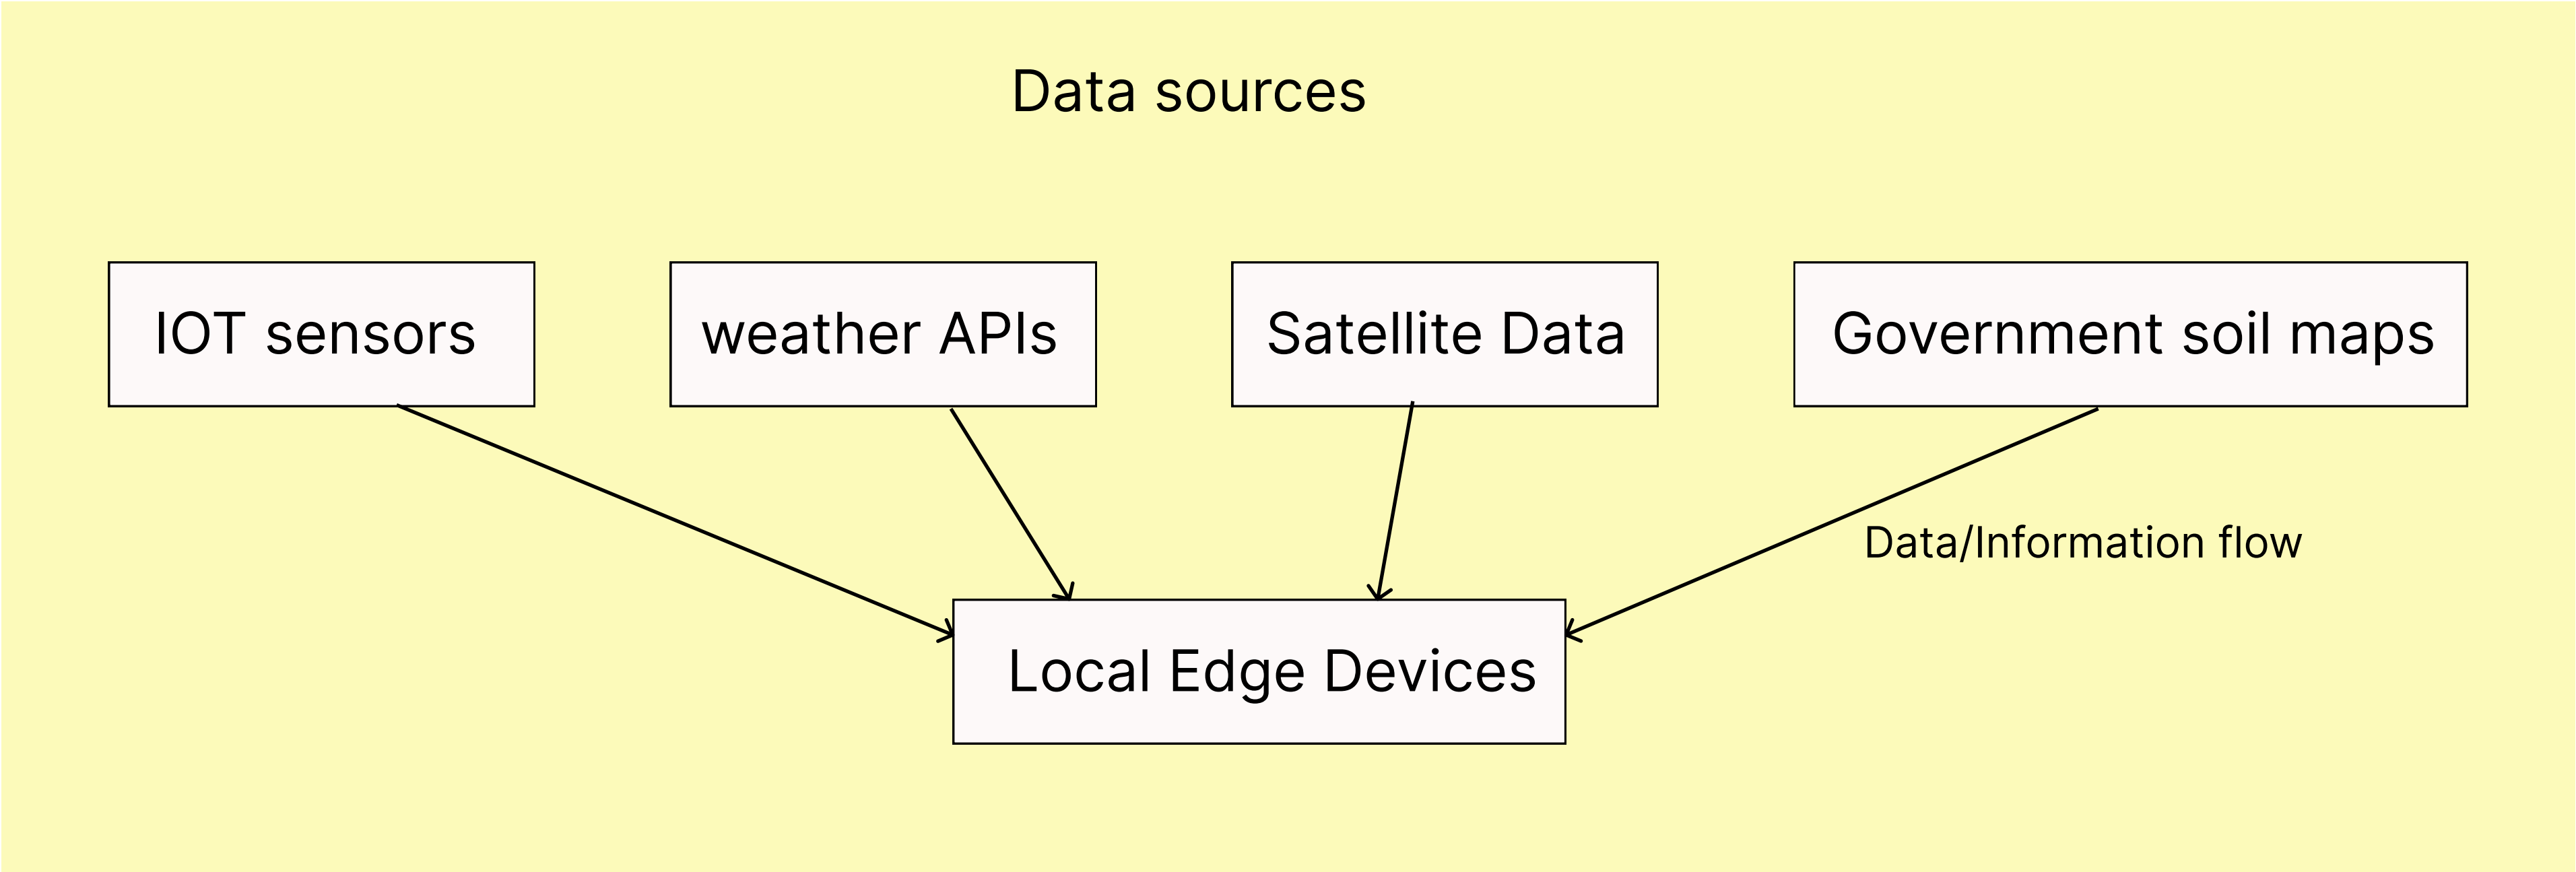 Data sources
IOT sensors
weather APIs
Satellite Data
Government soil maps
Data/Information flow
Local Edge Devices